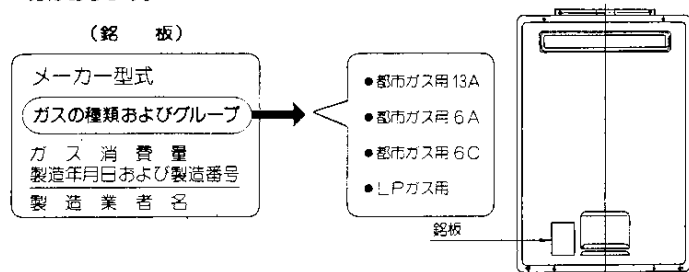 （銘　板）
メーカー型式
ガスの種類およびグループ
ガス消費量
製造年月日および製造番号
製造業者名
●都市ガス用13A
●都市ガス用6A
●都市ガス用6C
●LPガス用
銘板